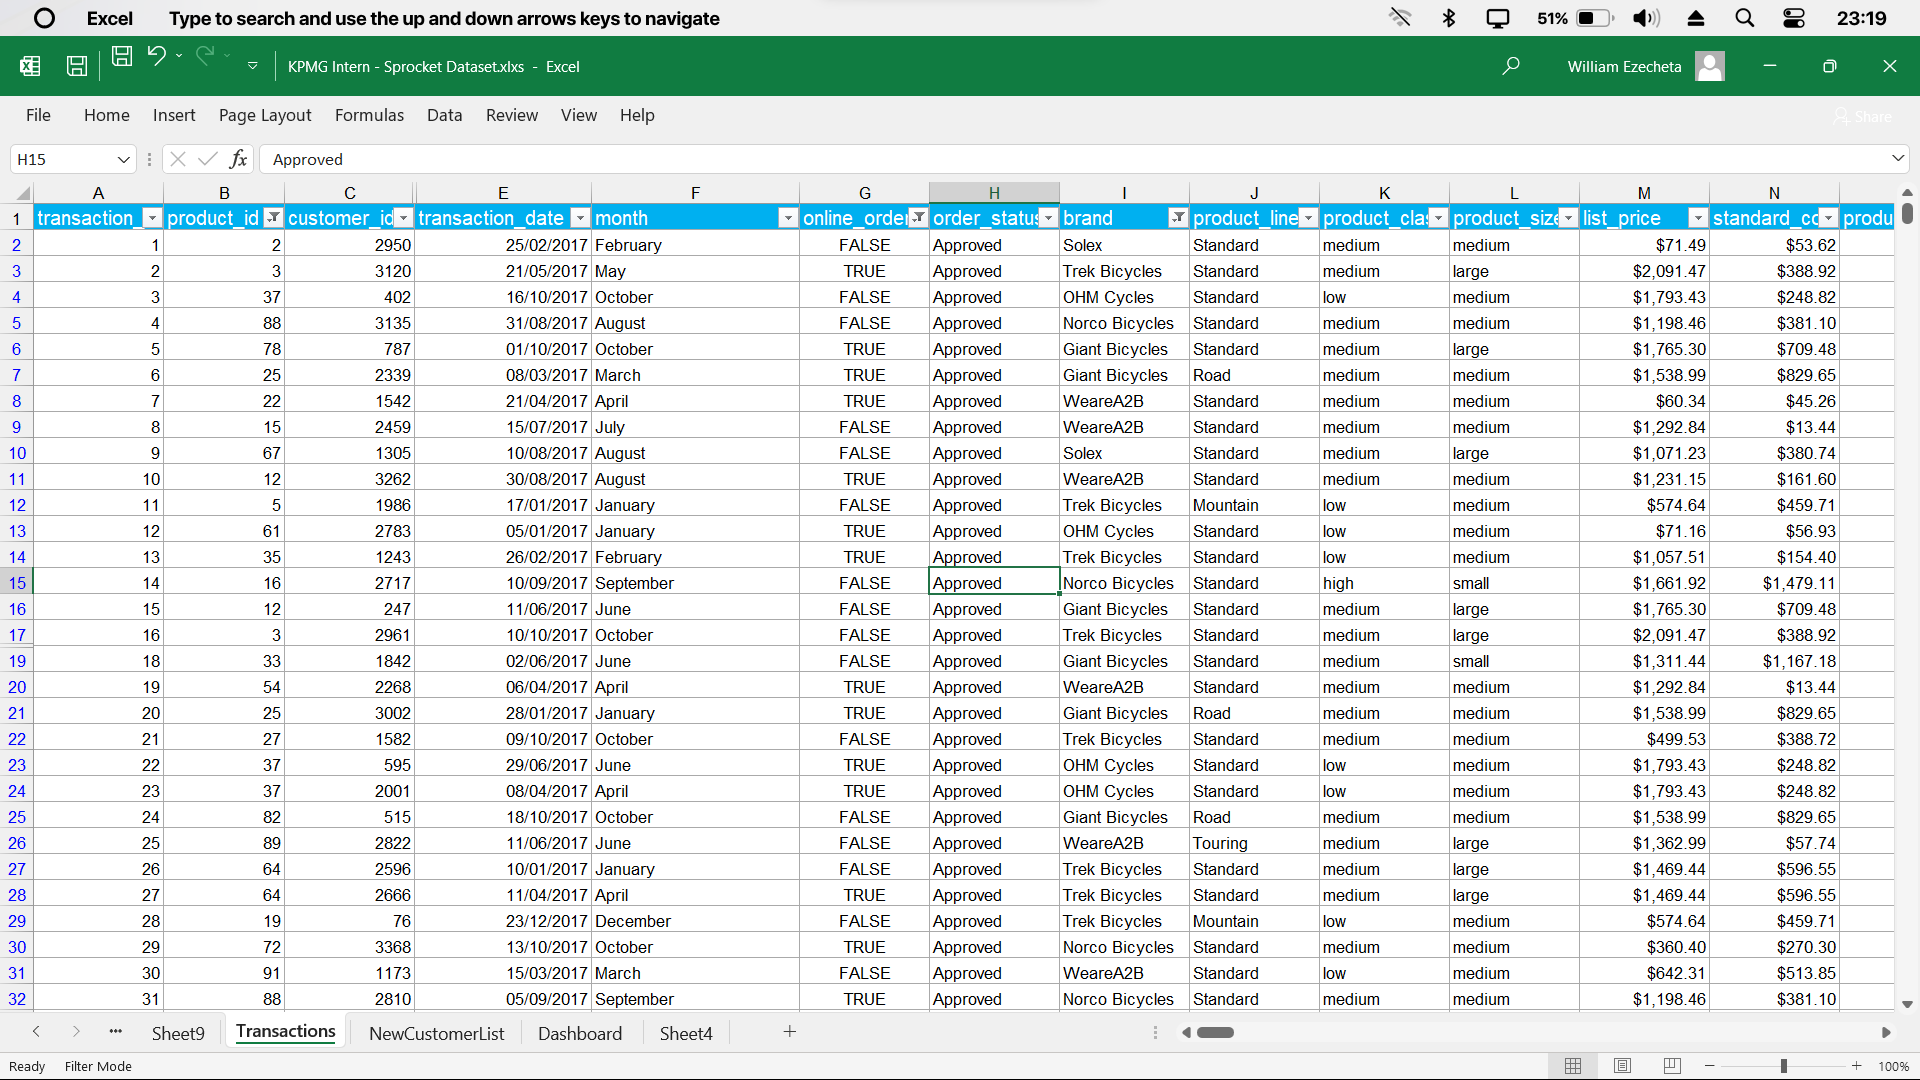 Excel Type to search and use the up and down arrows keys to navigate 51% 23:19
KPMG Intern - Sprocket Dataset.xlxs - Excel William Ezecheta
File Home Insert Page Layout Formulas Data Review View Help Share
H15 fx Approved
A B C E F G H I J K L M N
1 transaction_ product_id customer_id transaction_date month online_order order_status brand product_line product_clas product_size list_price standard_co produ
2 1 2 2950 25/02/2017 February FALSE Approved Solex Standard medium medium $71.49 $53.62
3 2 3 3120 21/05/2017 May TRUE Approved Trek Bicycles Standard medium large $2,091.47 $388.92
4 3 37 402 16/10/2017 October FALSE Approved OHM Cycles Standard low medium $1,793.43 $248.82
5 4 88 3135 31/08/2017 August FALSE Approved Norco Bicycles Standard medium medium $1,198.46 $381.10
6 5 78 787 01/10/2017 October TRUE Approved Giant Bicycles Standard medium large $1,765.30 $709.48
7 6 25 2339 08/03/2017 March TRUE Approved Giant Bicycles Road medium medium $1,538.99 $829.65
8 7 22 1542 21/04/2017 April TRUE Approved WeareA2B Standard medium medium $60.34 $45.26
9 8 15 2459 15/07/2017 July FALSE Approved WeareA2B Standard medium medium $1,292.84 $13.44
10 9 67 1305 10/08/2017 August FALSE Approved Solex Standard medium large $1,071.23 $380.74
11 10 12 3262 30/08/2017 August TRUE Approved WeareA2B Standard medium medium $1,231.15 $161.60
12 11 5 1986 17/01/2017 January FALSE Approved Trek Bicycles Mountain low medium $574.64 $459.71
13 12 61 2783 05/01/2017 January TRUE Approved OHM Cycles Standard low medium $71.16 $56.93
14 13 35 1243 26/02/2017 February TRUE Approved Trek Bicycles Standard low medium $1,057.51 $154.40
15 14 16 2717 10/09/2017 September FALSE Approved Norco Bicycles Standard high small $1,661.92 $1,479.11
16 15 12 247 11/06/2017 June FALSE Approved Giant Bicycles Standard medium large $1,765.30 $709.48
17 16 3 2961 10/10/2017 October FALSE Approved Trek Bicycles Standard medium large $2,091.47 $388.92
19 18 33 1842 02/06/2017 June FALSE Approved Giant Bicycles Standard medium small $1,311.44 $1,167.18
20 19 54 2268 06/04/2017 April TRUE Approved WeareA2B Standard medium medium $1,292.84 $13.44
21 20 25 3002 28/01/2017 January TRUE Approved Giant Bicycles Road medium medium $1,538.99 $829.65
22 21 27 1582 09/10/2017 October FALSE Approved Trek Bicycles Standard medium medium $499.53 $388.72
23 22 37 595 29/06/2017 June TRUE Approved OHM Cycles Standard low medium $1,793.43 $248.82
24 23 37 2001 08/04/2017 April TRUE Approved OHM Cycles Standard low medium $1,793.43 $248.82
25 24 82 515 18/10/2017 October FALSE Approved Giant Bicycles Road medium medium $1,538.99 $829.65
26 25 89 2822 11/06/2017 June FALSE Approved WeareA2B Touring medium large $1,362.99 $57.74
27 26 64 2596 10/01/2017 January FALSE Approved Trek Bicycles Standard medium large $1,469.44 $596.55
28 27 64 2666 11/04/2017 April TRUE Approved Trek Bicycles Standard medium large $1,469.44 $596.55
29 28 19 76 23/12/2017 December FALSE Approved Trek Bicycles Mountain low medium $574.64 $459.71
30 29 72 3368 13/10/2017 October TRUE Approved Norco Bicycles Standard medium medium $360.40 $270.30
31 30 91 1173 15/03/2017 March FALSE Approved WeareA2B Standard low medium $642.31 $513.85
32 31 88 2810 05/09/2017 September TRUE Approved Norco Bicycles Standard medium medium $1,198.46 $381.10
Sheet9 Transactions NewCustomerList Dashboard Sheet4
Ready Filter Mode 100%